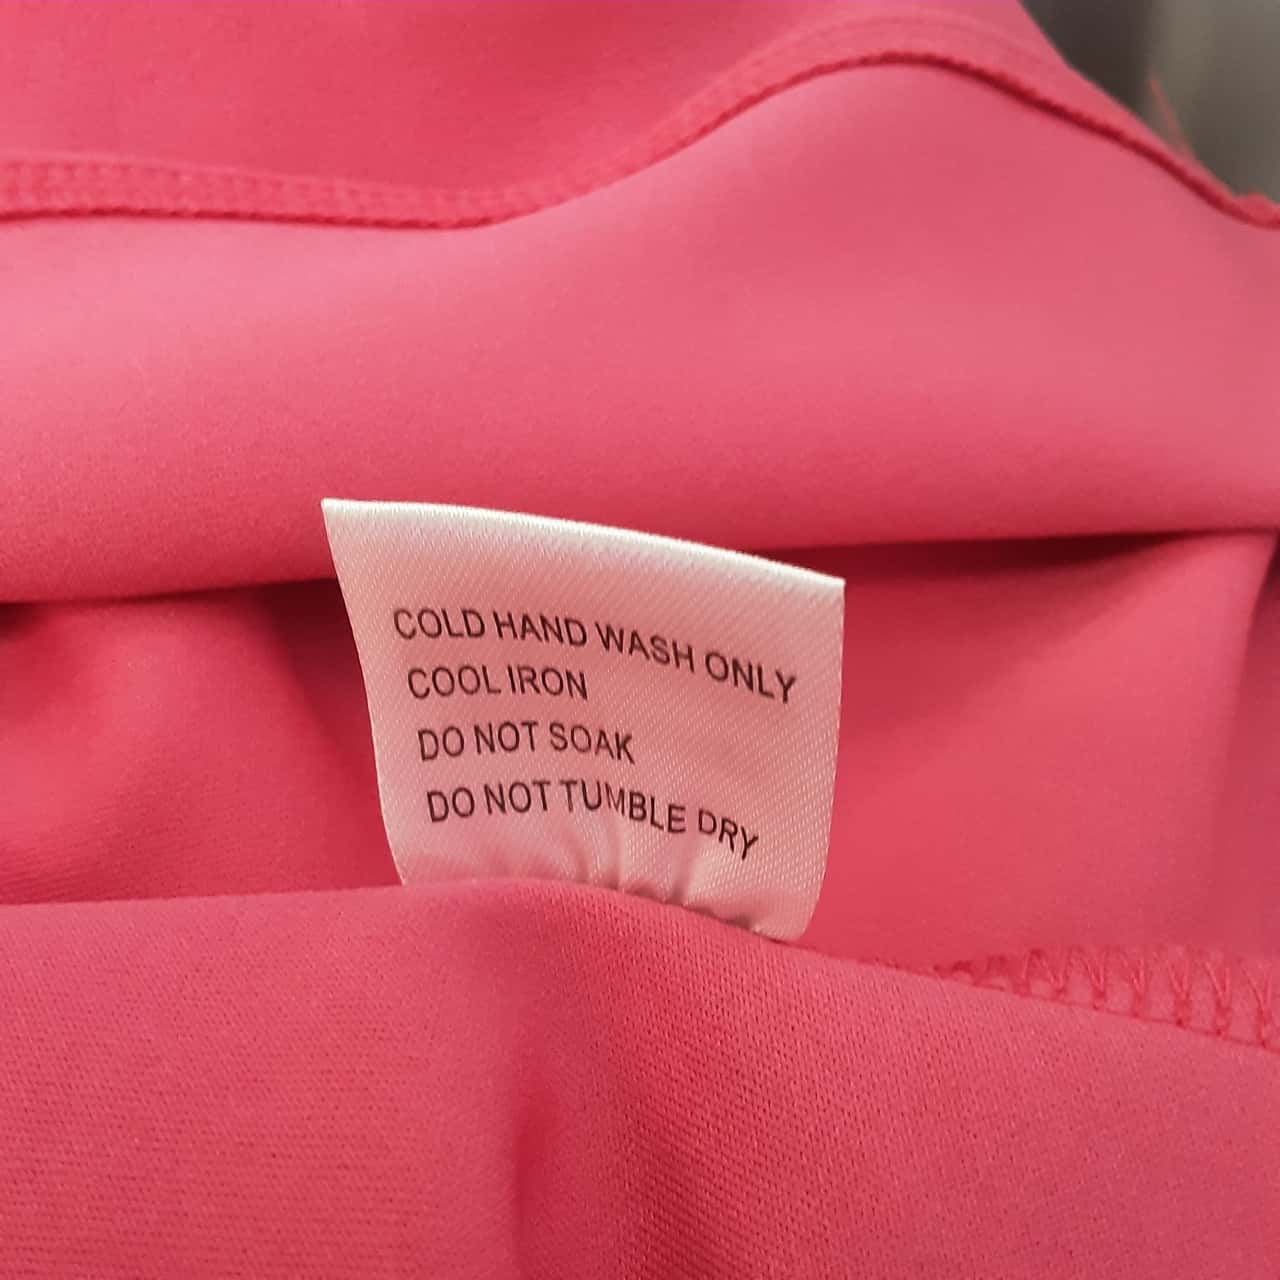 COLD HAND WASH ONLY
COOL IRON
DO NOT SOAK
DO NOT TUMBLE DRY